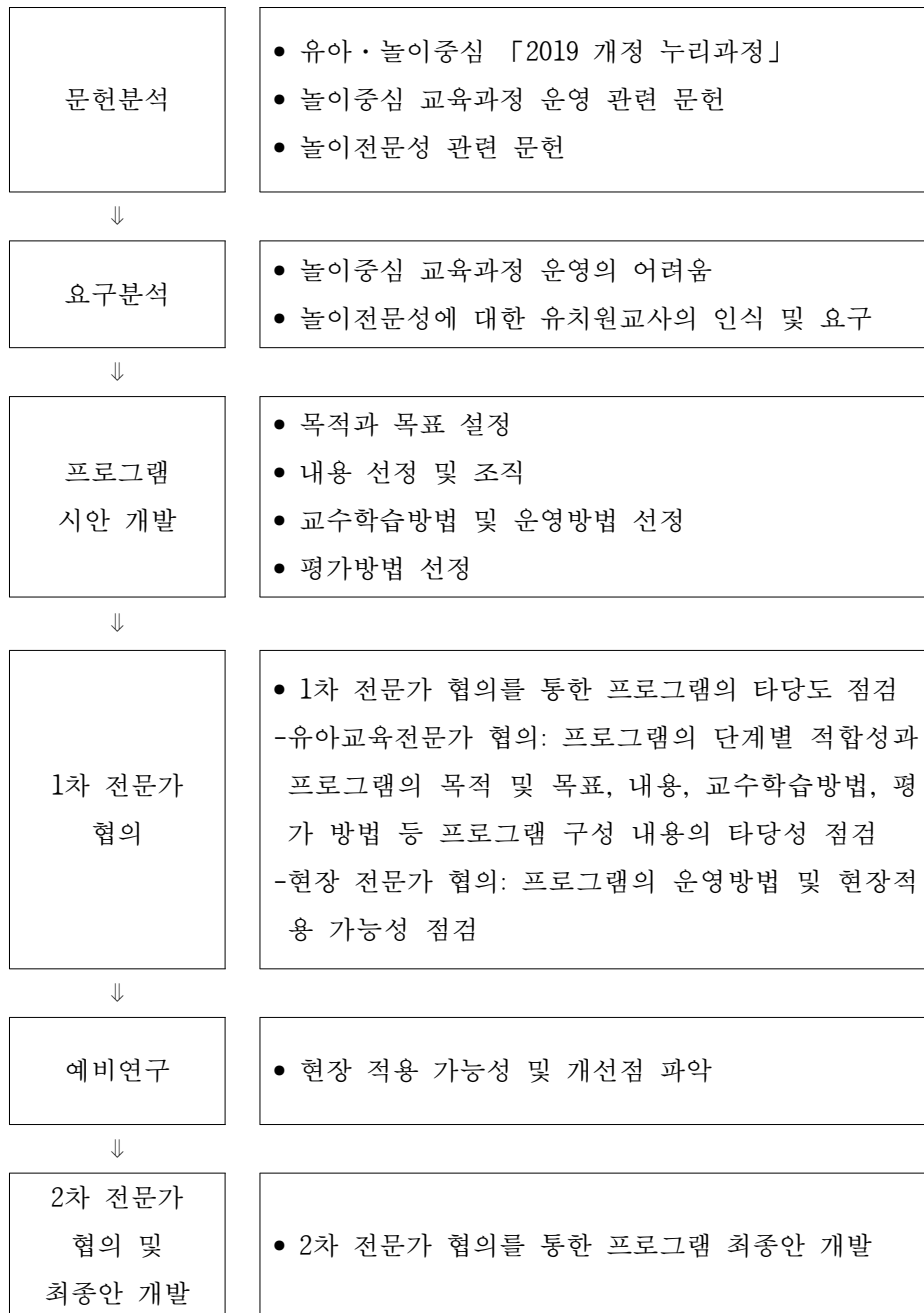 문헌분석
• 유아・놀이중심 「2019 개정 누리과정」
• 놀이중심 교육과정 운영 관련 문헌
• 놀이전문성 관련 문헌
⇓
요구분석
• 놀이중심 교육과정 운영의 어려움
• 놀이전문성에 대한 유치원교사의 인식 및 요구
⇓
프로그램
시안 개발
• 목적과 목표 설정
• 내용 선정 및 조직
• 교수학습방법 및 운영방법 선정
• 평가방법 선정
⇓
1차 전문가
협의
• 1차 전문가 협의를 통한 프로그램의 타당도 점검
-유아교육전문가 협의: 프로그램의 단계별 적합성과
프로그램의 목적 및 목표, 내용, 교수학습방법, 평
가 방법 등 프로그램 구성 내용의 타당성 점검
-현장 전문가 협의: 프로그램의 운영방법 및 현장적
용 가능성 점검
⇓
예비연구
• 현장 적용 가능성 및 개선점 파악
⇓
2차 전문가
협의 및
최종안 개발
• 2차 전문가 협의를 통한 프로그램 최종안 개발